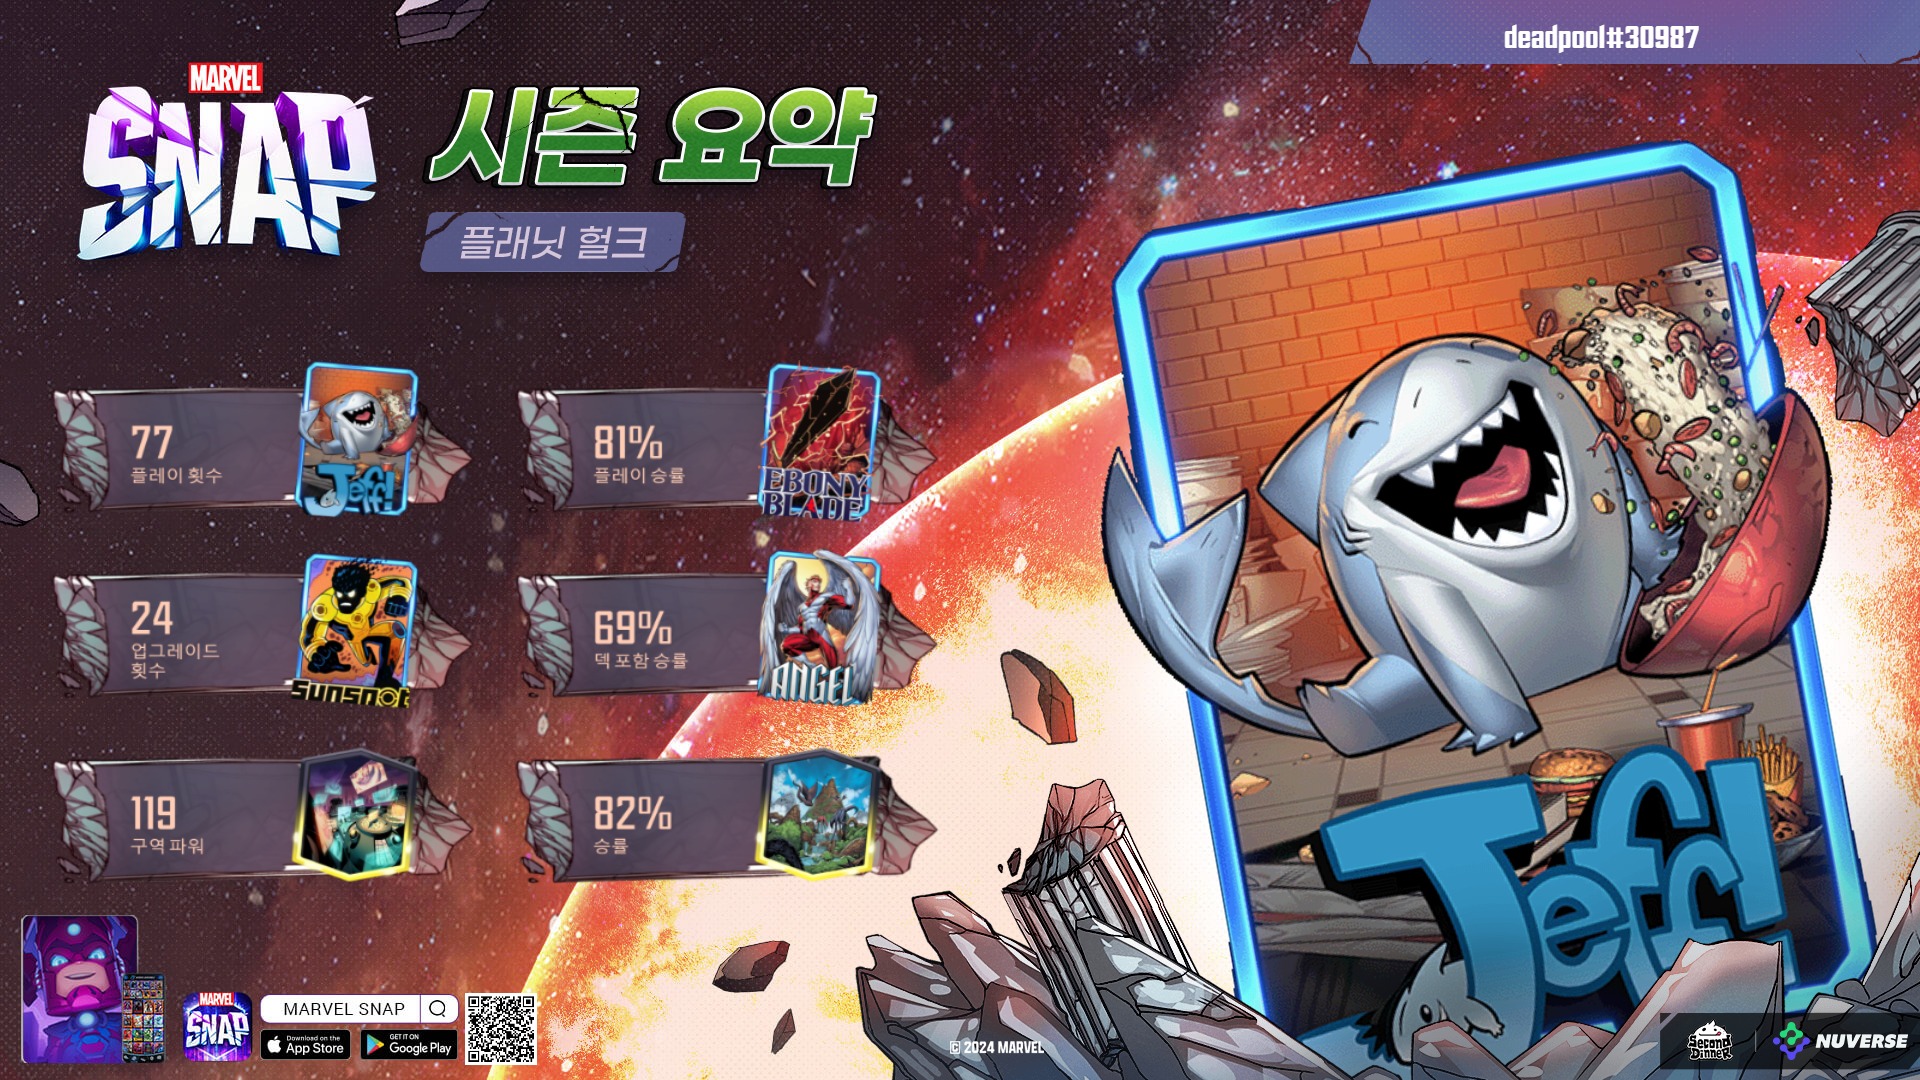 deadpool#30987
MARVEL
SNAP
시즌 요약
플래닛 헐크
77
플레이 횟수
Jeff!
81%
플레이 승률
EBONY
BLADE
24
업그레이드
횟수
SUNSPOT
69%
덱 포함 승률
ANGEL
119
구역 파워
82%
승률
Jeff!
MARVEL
SNAP
MARVEL SNAP
Download on the
App Store
GET IT ON
Google Play
© 2024 MARVEL
Second
Dinner
NUVERSE